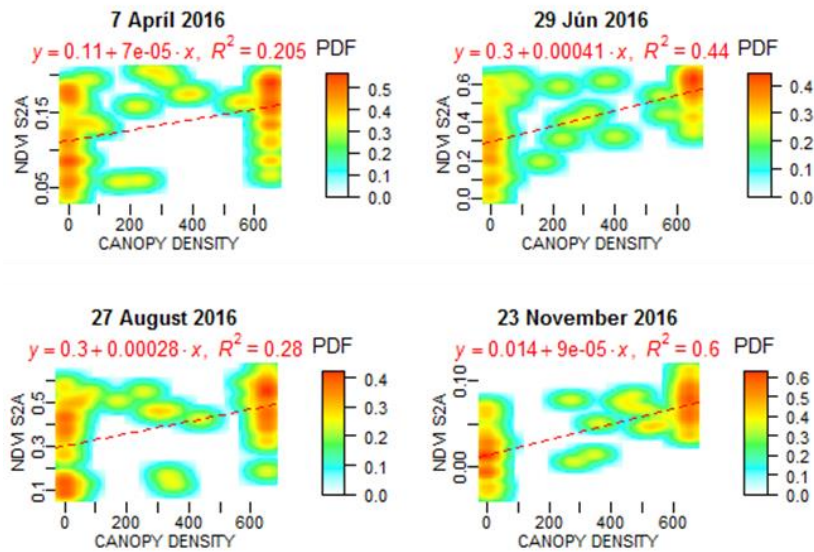 7 April 2016
y = 0.11 + 7e-05 · x, R² = 0.205 PDF
NDVI S2A
0.05 0.15
0 200 400 600
CANOPY DENSITY
0.5
0.4
0.3
0.2
0.1
0.0
29 Jún 2016
y = 0.3 + 0.00041 · x, R² = 0.44 PDF
NDVI S2A
0.0 0.2 0.4 0.6
0 200 400 600
CANOPY DENSITY
0.4
0.3
0.2
0.1
0.0
27 August 2016
y = 0.3 + 0.00028 · x, R² = 0.28 PDF
NDVI S2A
0.1 0.3 0.5
0 200 400 600
CANOPY DENSITY
0.4
0.3
0.2
0.1
0.0
23 November 2016
y = 0.014 + 9e-05 · x, R² = 0.6 PDF
NDVI S2A
0.00 0.10
0 200 400 600
CANOPY DENSITY
0.6
0.5
0.4
0.3
0.2
0.1
0.0